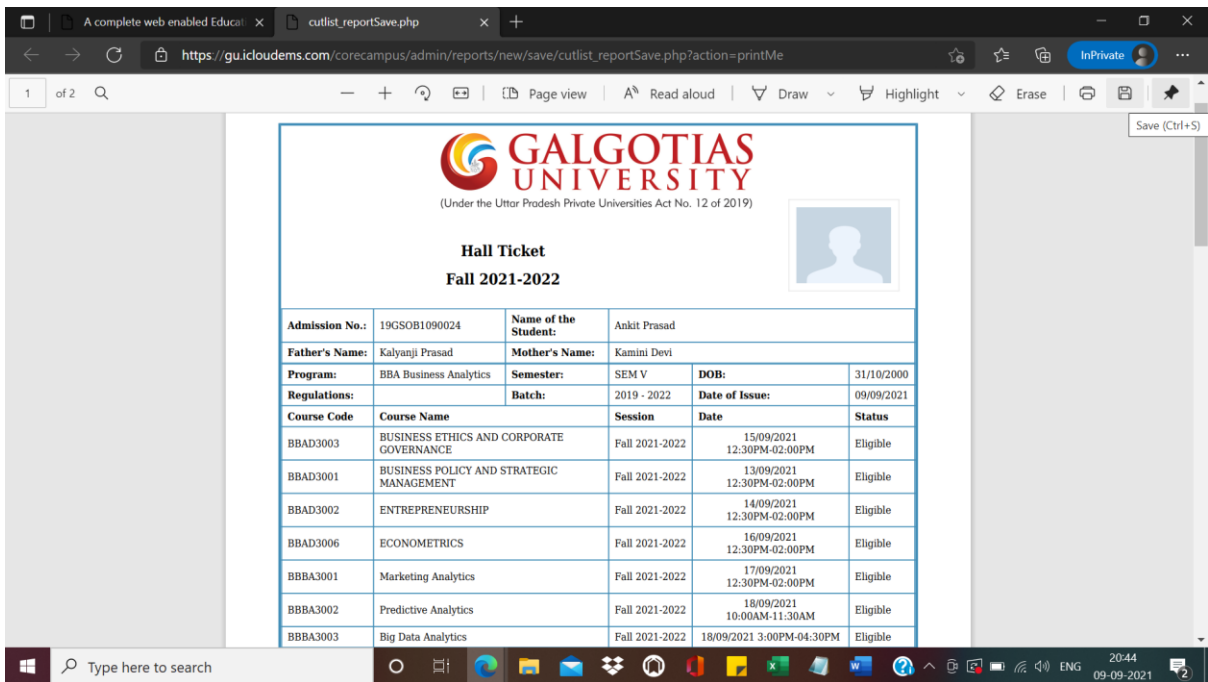 A complete web enabled Educati
cutlist_reportSave.php
https://gu.icloudems.com/corecampus/admin/reports/new/save/cutlist_reportSave.php?action=printMe
InPrivate
1 of 2 Page view Read aloud Draw Highlight Erase
Save (Ctrl+S)
GALGOTIAS
UNIVERSITY
(Under the Uttar Pradesh Private Universities Act No. 12 of 2019)
Hall Ticket
Fall 2021-2022
Admission No.: 19GSOB1090024 Name of the
Student: Ankit Prasad
Father's Name: Kalyanji Prasad Mother's Name: Kamini Devi
Program: BBA Business Analytics Semester: SEM V DOB: 31/10/2000
Regulations: Batch: 2019 - 2022 Date of Issue: 09/09/2021
Course Code Course Name Session Date Status
BBAD3003 BUSINESS ETHICS AND CORPORATE
GOVERNANCE Fall 2021-2022 15/09/2021
12:30PM-02:00PM Eligible
BBAD3001 BUSINESS POLICY AND STRATEGIC
MANAGEMENT Fall 2021-2022 13/09/2021
12:30PM-02:00PM Eligible
BBAD3002 ENTREPRENEURSHIP Fall 2021-2022 14/09/2021
12:30PM-02:00PM Eligible
BBAD3006 ECONOMETRICS Fall 2021-2022 16/09/2021
12:30PM-02:00PM Eligible
BBBA3001 Marketing Analytics Fall 2021-2022 17/09/2021
12:30PM-02:00PM Eligible
BBBA3002 Predictive Analytics Fall 2021-2022 18/09/2021
10:00AM-11:30AM Eligible
BBBA3003 Big Data Analytics Fall 2021-2022 18/09/2021 3:00PM-04:30PM Eligible
Type here to search
ENG
20:44
09-09-2021
2